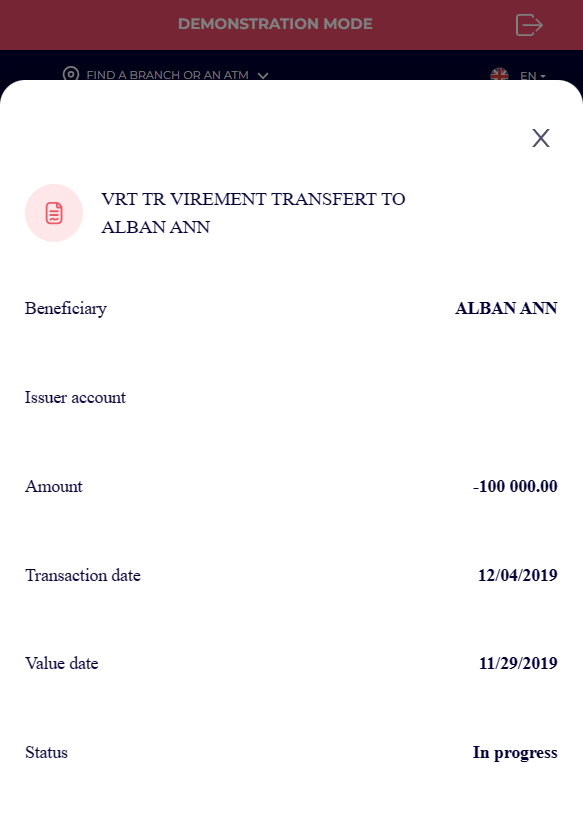 DEMONSTRATION MODE
FIND A BRANCH OR AN ATM
EN
X
VRT TR VIREMENT TRANSFERT TO
ALBAN ANN
Beneficiary ALBAN ANN
Issuer account
Amount -100 000.00
Transaction date 12/04/2019
Value date 11/29/2019
Status In progress